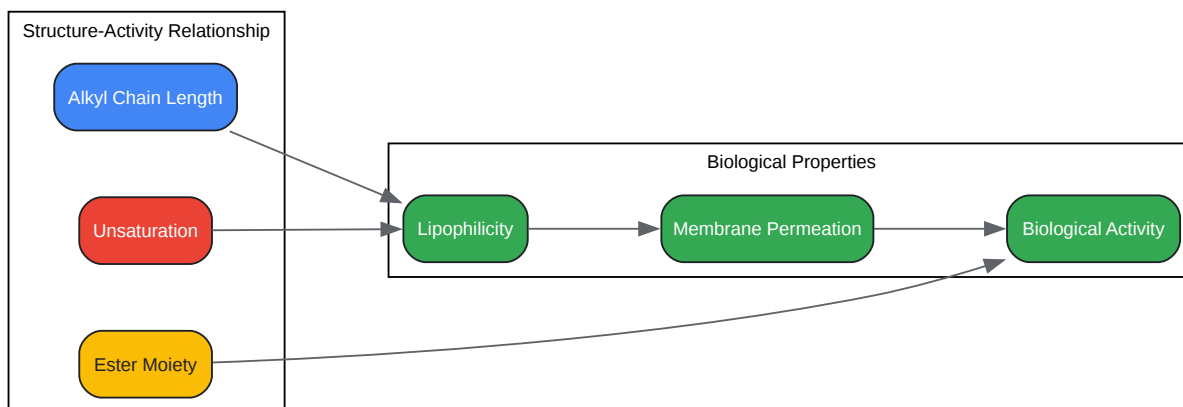 Structure-Activity Relationship
Alkyl Chain Length
Unsaturation
Ester Moiety
Biological Properties
Lipophilicity
Membrane Permeation
Biological Activity